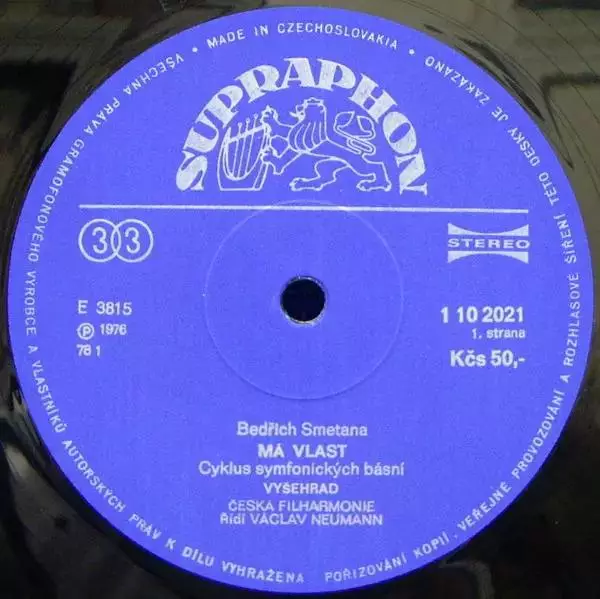 • MADE IN CZECHOSLOVAKIA •
VŠECHNA PRÁVA GRAMOFONOVÉHO VÝROBCE A VLASTNÍKŮ AUTORSKÝCH PRÁV K DÍLU VYHRAŽENA POŘIZOVÁNÍ KOPIÍ, VEŘEJNÉ PROVOZOVÁNÍ A ROZHLASOVÉ ŠÍŘENÍ TÉTO DESKY JE ZAKÁZÁNO
SUPRAPHON
33
STEREO
E 3815
℗ 1976
78 1
1 10 2021
1. strana
Kčs 50,-
Bedřich Smetana
MÁ VLAST
Cyklus symfonických básní
VYŠEHRAD
ČESKÁ FILHARMONIE
Řídí VÁCLAV NEUMANN